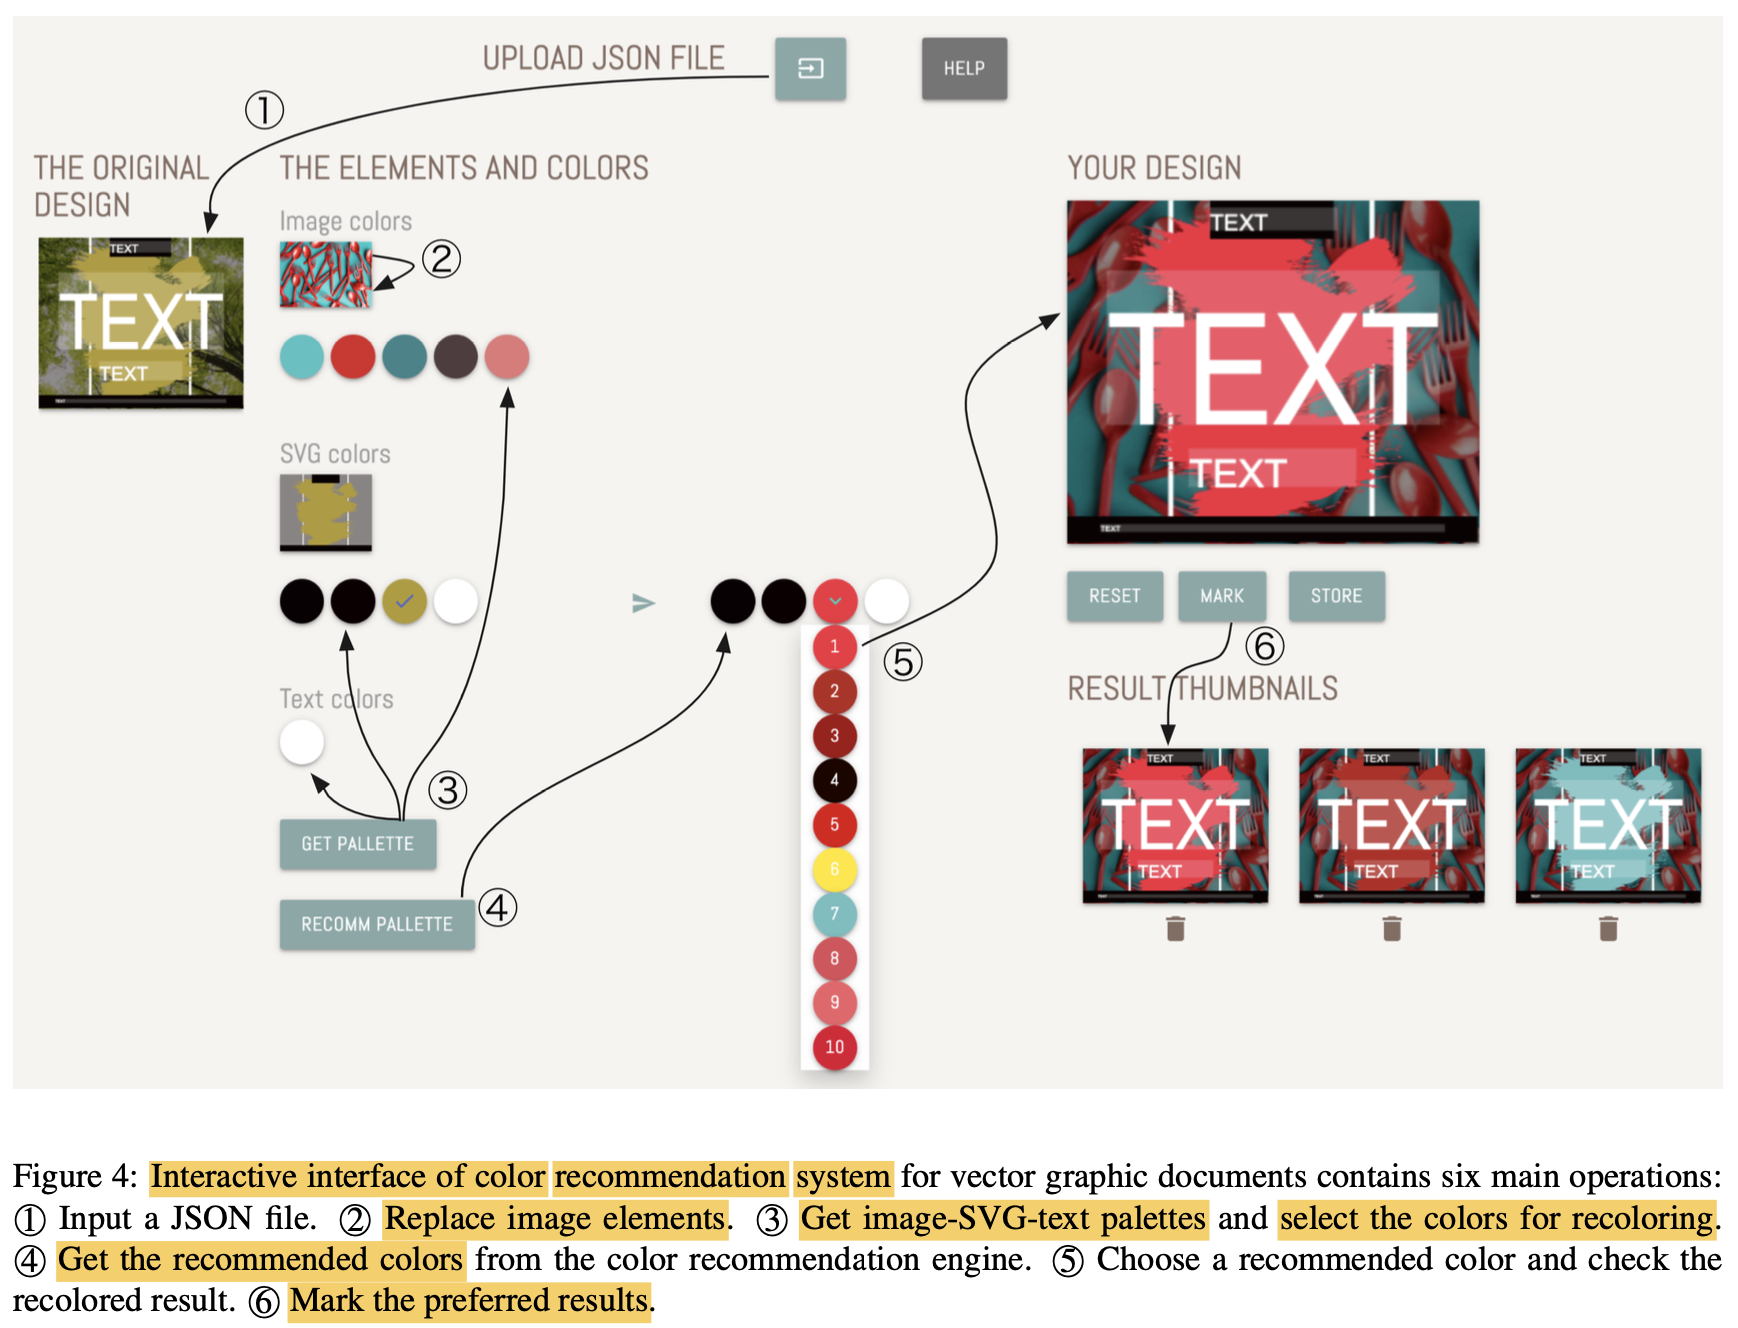 UPLOAD JSON FILE
HELP
①
THE ORIGINAL
DESIGN
TEXT
TEXT
TEXT
TEXT
THE ELEMENTS AND COLORS
Image colors
②
SVG colors
Text colors
③
GET PALLETTE
④
RECOMM PALLETTE
1
2
3
4
5
6
7
8
9
10
⑤
YOUR DESIGN
TEXT
TEXT
TEXT
TEXT
RESET
MARK
STORE
⑥
RESULT THUMBNAILS
TEXT
TEXT
TEXT
TEXT
TEXT
TEXT
TEXT
TEXT
TEXT
Figure 4: Interactive interface of color recommendation system for vector graphic documents contains six main operations:
① Input a JSON file. ② Replace image elements. ③ Get image-SVG-text palettes and select the colors for recoloring.
④ Get the recommended colors from the color recommendation engine. ⑤ Choose a recommended color and check the
recolored result. ⑥ Mark the preferred results.